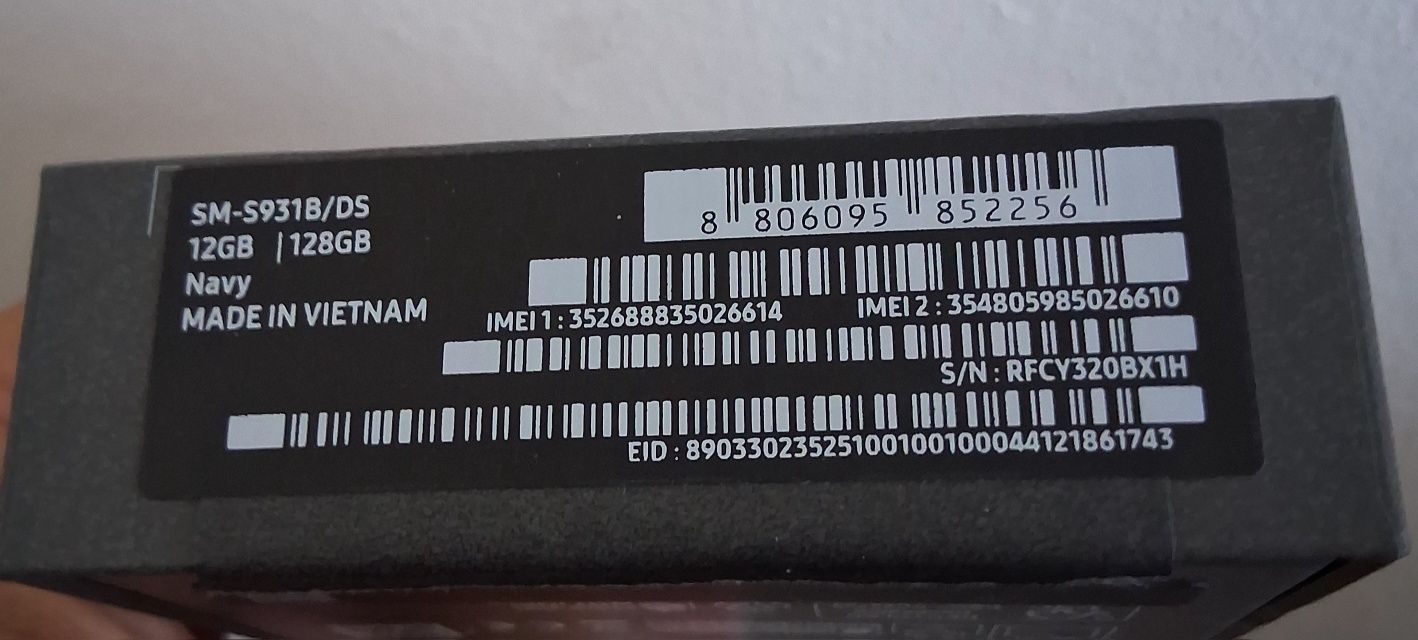 SM-S931B/DS
12GB | 128GB
Navy
MADE IN VIETNAM
8 806095 852256
IMEI 1 : 352688835026614 IMEI 2 : 354805985026610
S/N : RFCY320BX1H
EID : 89033023525100100100044121861743